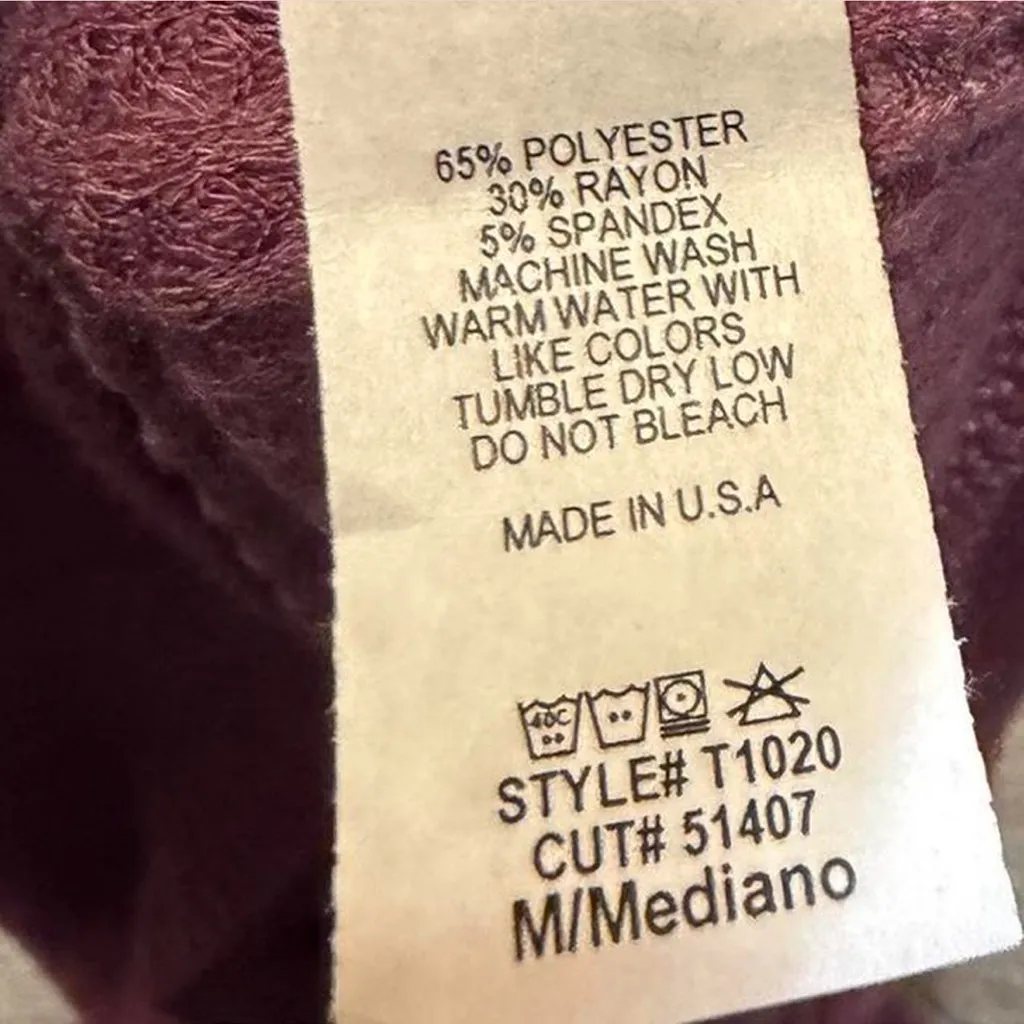 65% POLYESTER
30% RAYON
5% SPANDEX
MACHINE WASH
WARM WATER WITH
LIKE COLORS
TUMBLE DRY LOW
DO NOT BLEACH
MADE IN U.S.A
40C
STYLE# T1020
CUT# 51407
M/Mediano